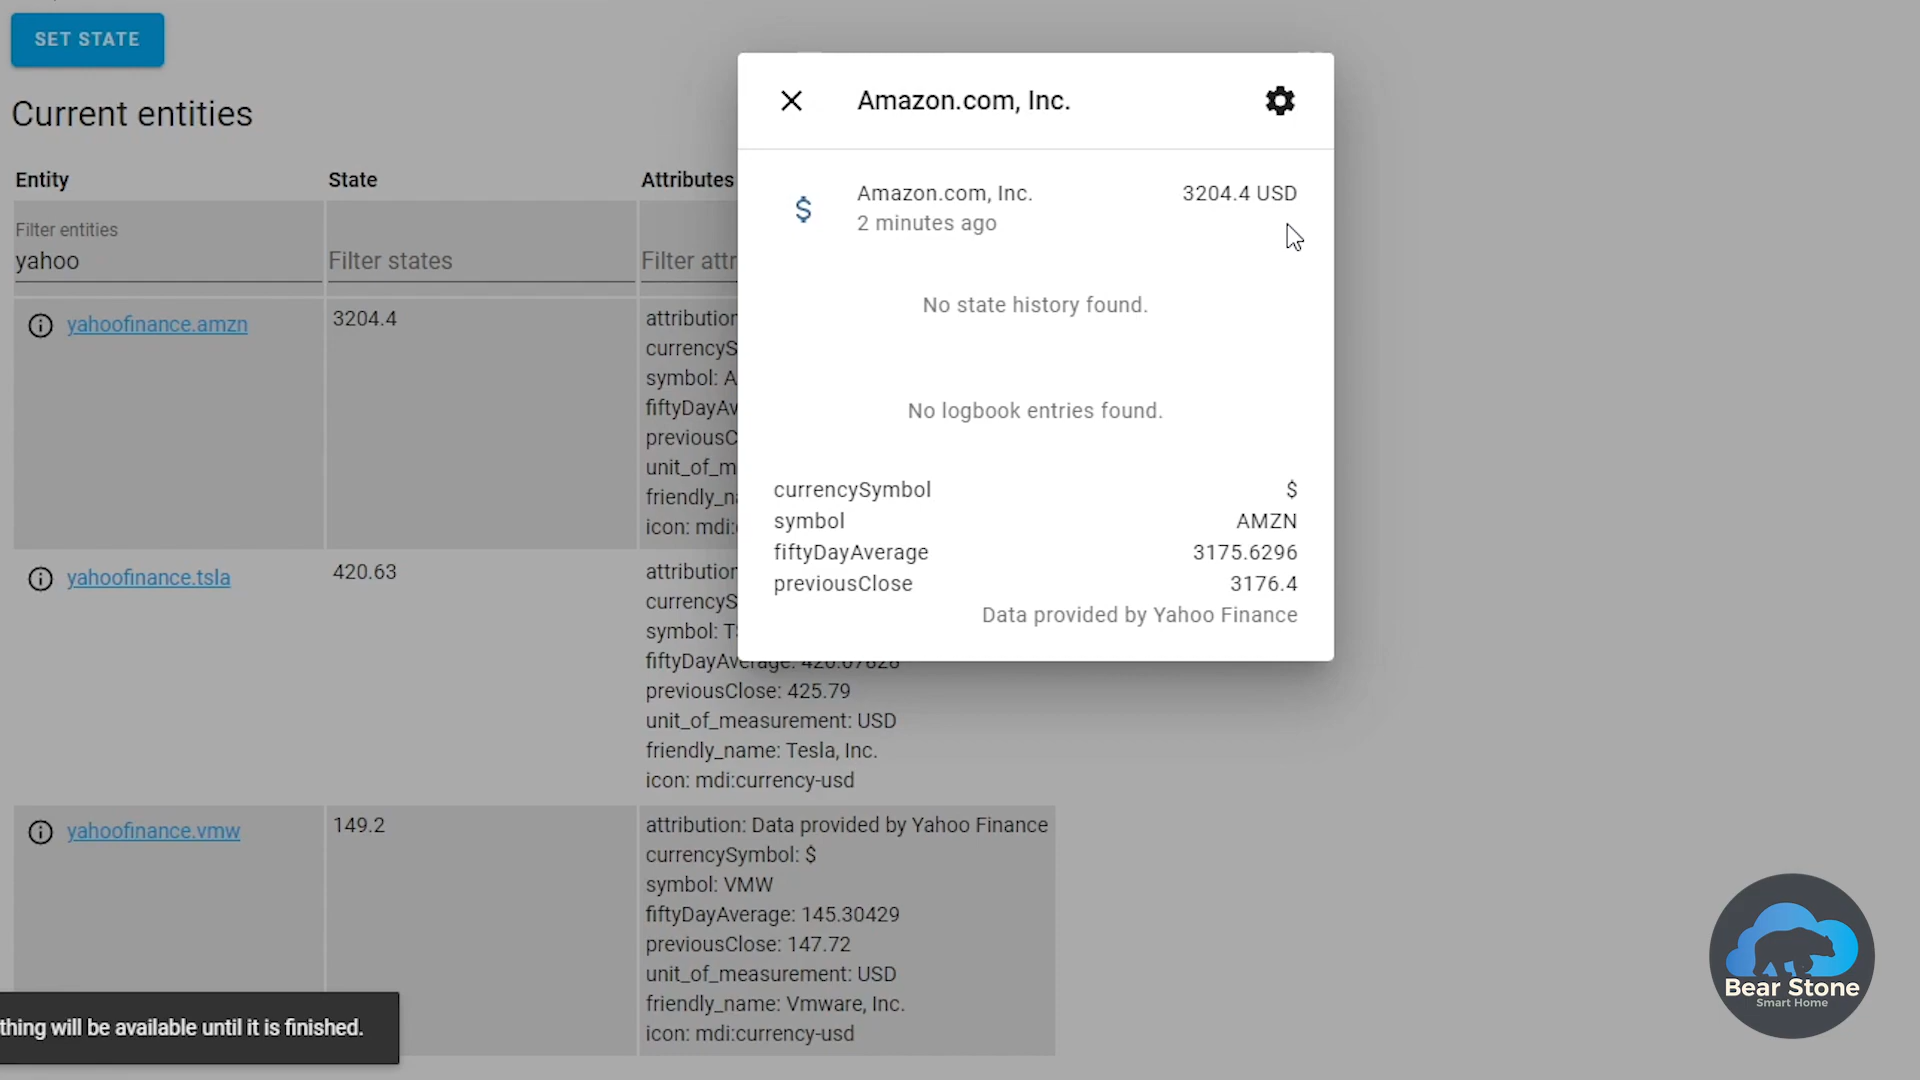 SET STATE
Current entities
Entity State Attributes
Filter entities
yahoo
Filter states
Filter attr
yahoofinance.amzn
3204.4
attribution
currencyS
symbol: A
fiftyDayAv
previousC
unit_of_m
friendly_na
icon: mdi:
yahoofinance.tsla
420.63
attribution
currencyS
symbol: TS
fiftyDayAverage:
previousClose: 425.79
unit_of_measurement: USD
friendly_name: Tesla, Inc.
icon: mdi:currency-usd
yahoofinance.vmw
149.2
attribution: Data provided by Yahoo Finance
currencySymbol: $
symbol: VMW
fiftyDayAverage: 145.30429
previousClose: 147.72
unit_of_measurement: USD
friendly_name: Vmware, Inc.
icon: mdi:currency-usd
Amazon.com, Inc.
$
Amazon.com, Inc. 3204.4 USD
2 minutes ago
No state history found.
No logbook entries found.
currencySymbol $
symbol AMZN
fiftyDayAverage 3175.6296
previousClose 3176.4
Data provided by Yahoo Finance
thing will be available until it is finished.
Bear Stone
Smart Home